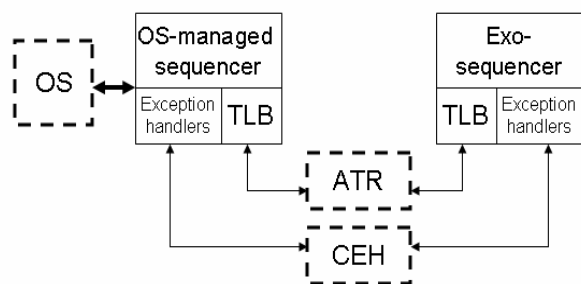 OS
OS-managed
sequencer
Exception
handlers
TLB
Exo-
sequencer
TLB
Exception
handlers
ATR
CEH